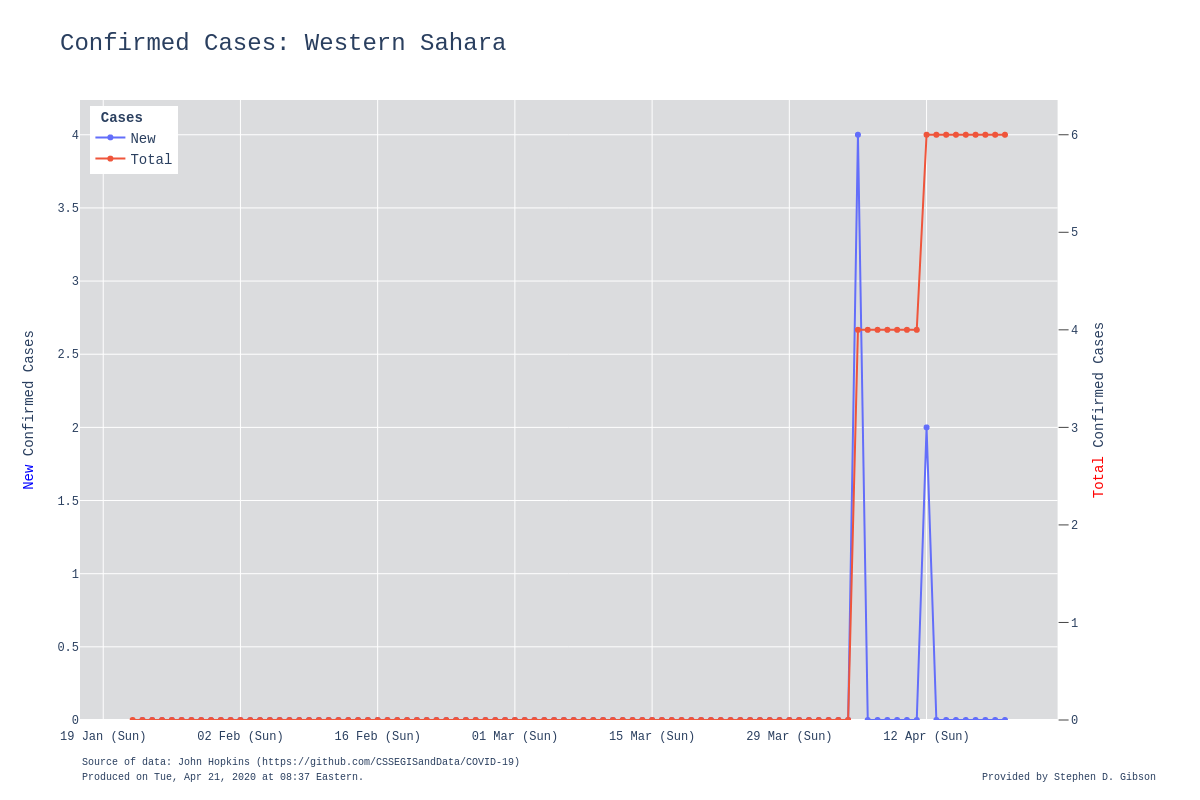 Confirmed Cases: Western Sahara
Cases
New
Total
4
3.5
3
2.5
2
1.5
1
0.5
0
New Confirmed Cases
6
5
4
3
2
1
0
Total Confirmed Cases
19 Jan (Sun) 02 Feb (Sun) 16 Feb (Sun) 01 Mar (Sun) 15 Mar (Sun) 29 Mar (Sun) 12 Apr (Sun)
Source of data: John Hopkins (https://github.com/CSSEGISandData/COVID-19)
Produced on Tue, Apr 21, 2020 at 08:37 Eastern.
Provided by Stephen D. Gibson